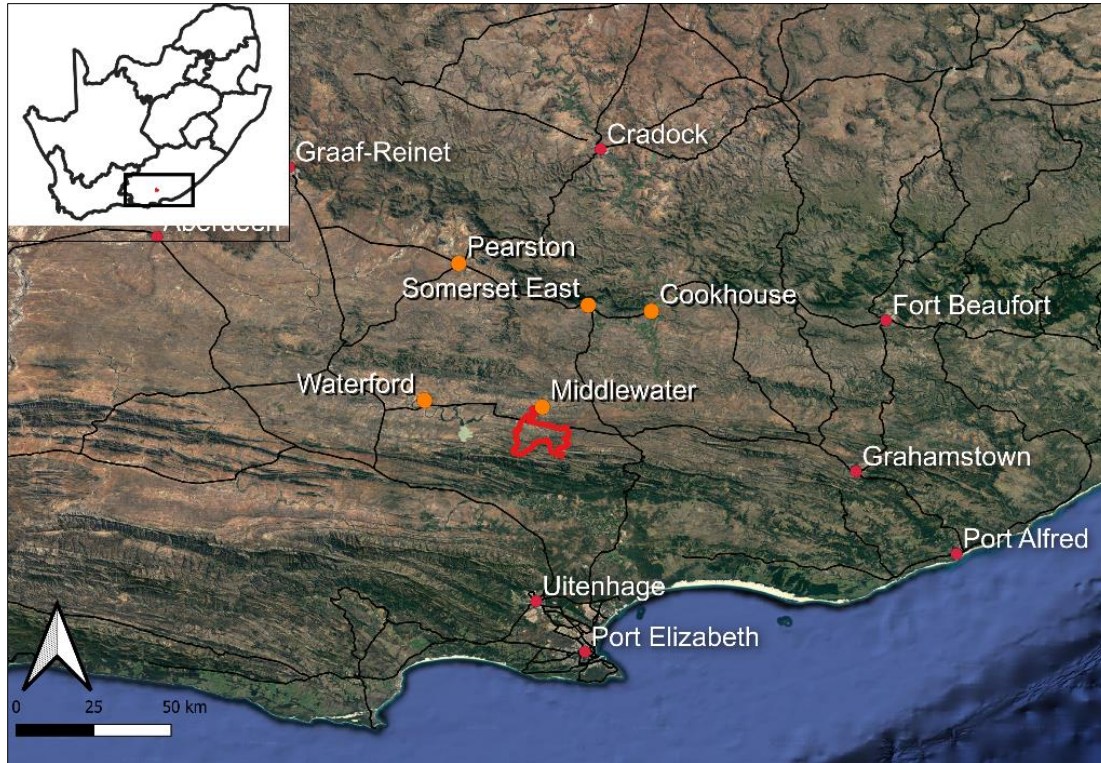 Cradock
Graaf-Reinet
Aberdeen
Pearston
Somerset East
Cookhouse
Fort Beaufort
Waterford
Middlewater
Grahamstown
Port Alfred
Uitenhage
Port Elizabeth
0 25 50 km